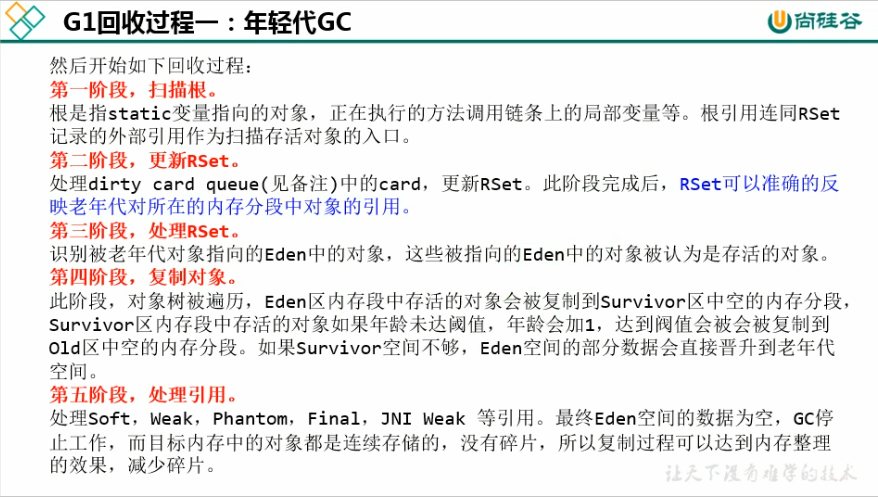 G1回收过程一：年轻代GC
尚硅谷
然后开始如下回收过程：
第一阶段，扫描根。
根是指static变量指向的对象，正在执行的方法调用链条上的局部变量等。根引用连同RSet
记录的外部引用作为扫描存活对象的入口。
第二阶段，更新RSet。
处理dirty card queue(见备注)中的card，更新RSet。此阶段完成后，RSet可以准确的反
映老年代对所在的内存分段中对象的引用。
第三阶段，处理RSet。
识别被老年代对象指向的Eden中的对象，这些被指向的Eden中的对象被认为是存活的对象。
第四阶段，复制对象。
此阶段，对象树被遍历，Eden区内存段中存活的对象会被复制到Survivor区中空的内存分段，
Survivor区内存段中存活的对象如果年龄未达阈值，年龄会加1，达到阀值会被会被复制到
Old区中空的内存分段。如果Survivor空间不够，Eden空间的部分数据会直接晋升到老年代
空间。
第五阶段，处理引用。
处理Soft，Weak，Phantom，Final，JNI Weak 等引用。最终Eden空间的数据为空，GC停
止工作，而目标内存中的对象都是连续存储的，没有碎片，所以复制过程可以达到内存整理
的效果，减少碎片。
让天下没有难学的技术